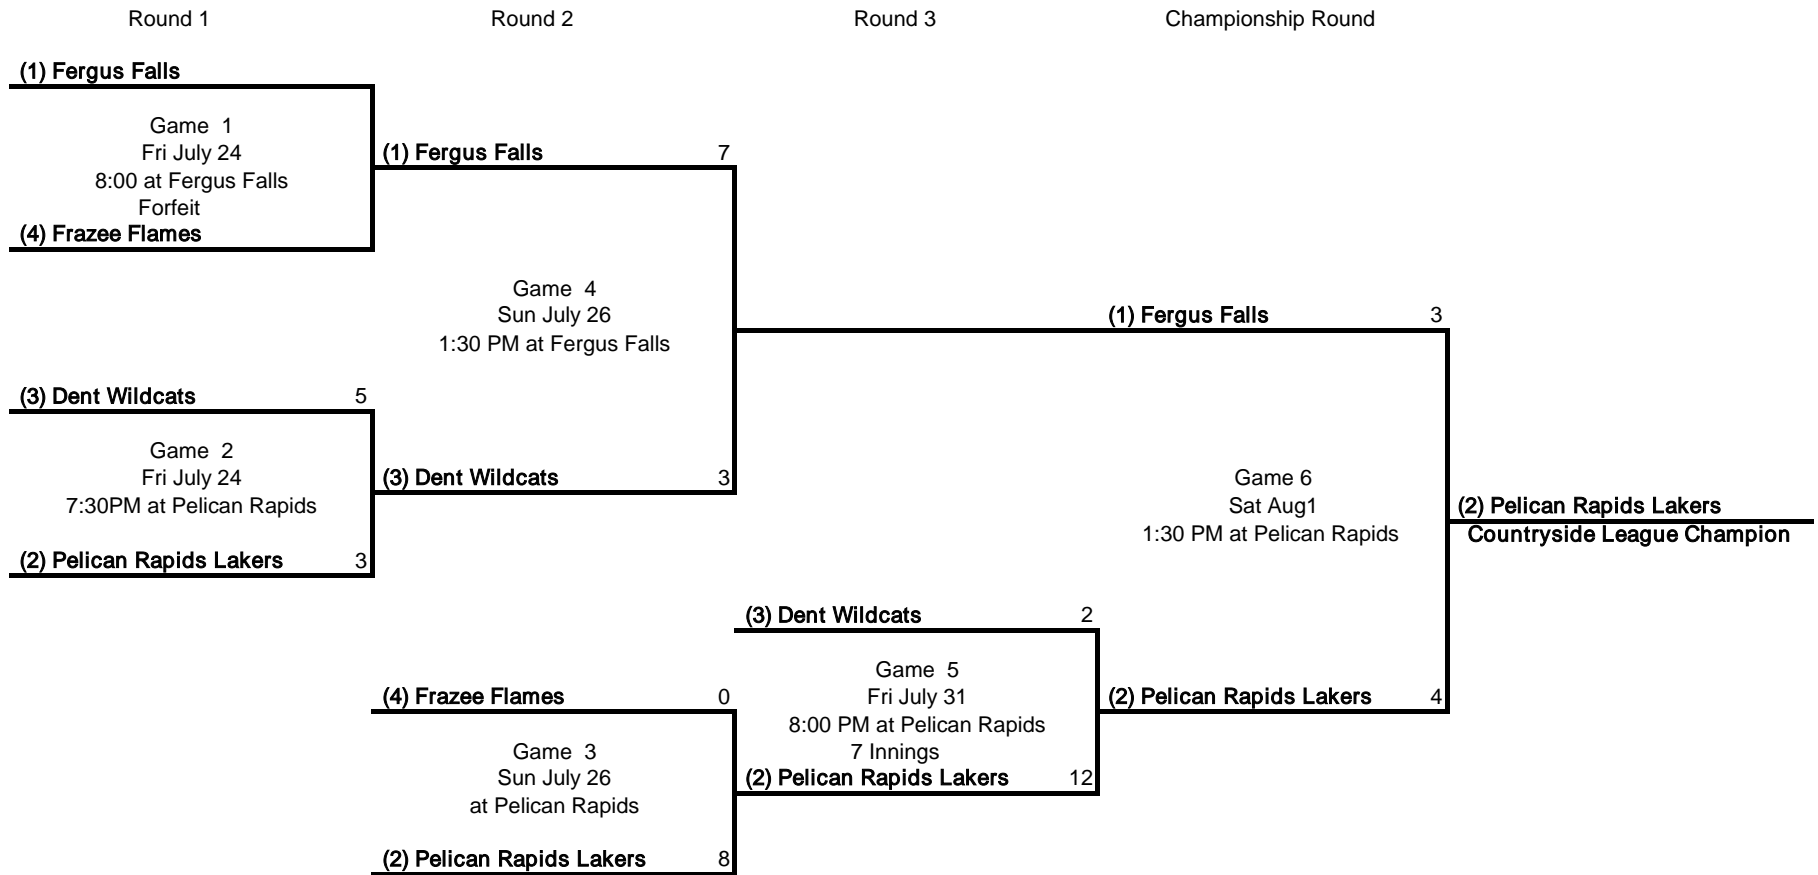 Round 1 Round 2 Round 3 Championship Round
(1) Fergus Falls
Game 1
Fri July 24
8:00 at Fergus Falls
Forfeit
(4) Frazee Flames
(1) Fergus Falls 7
Game 4
Sun July 26
1:30 PM at Fergus Falls
(3) Dent Wildcats 5
Game 2
Fri July 24
7:30PM at Pelican Rapids
(2) Pelican Rapids Lakers 3
(3) Dent Wildcats 3
(4) Frazee Flames 0
Game 3
Sun July 26
at Pelican Rapids
(2) Pelican Rapids Lakers 8
(3) Dent Wildcats 2
Game 5
Fri July 31
8:00 PM at Pelican Rapids
7 Innings
(2) Pelican Rapids Lakers 12
(1) Fergus Falls 3
Game 6
Sat Aug1
1:30 PM at Pelican Rapids
(2) Pelican Rapids Lakers 4
(2) Pelican Rapids Lakers
Countryside League Champion